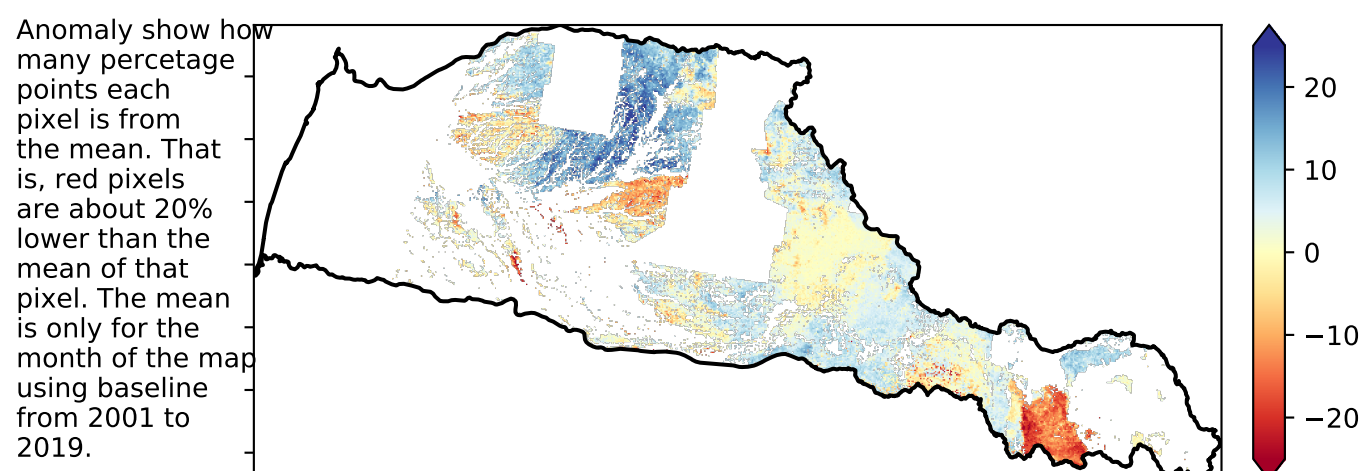 Anomaly show how
many percetage
points each
pixel is from
the mean. That
is, red pixels
are about 20%
lower than the
mean of that
pixel. The mean
is only for the
month of the map
using baseline
from 2001 to
2019.
20
10
0
−10
−20